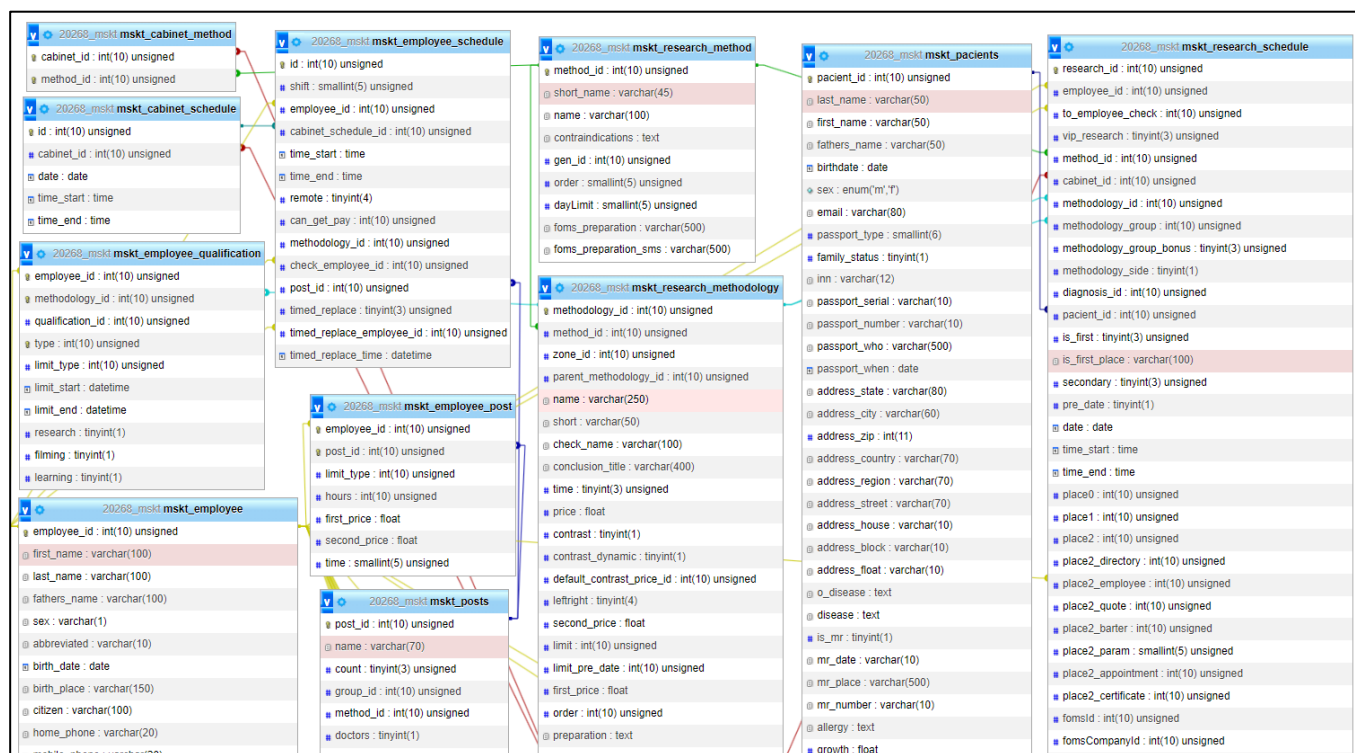 20268_mskt mskt_cabinet_method
cabinet_id : int(10) unsigned
method_id : int(10) unsigned
20268_mskt mskt_cabinet_schedule
id : int(10) unsigned
cabinet_id : int(10) unsigned
date : date
time_start : time
time_end : time
20268_mskt mskt_employee_qualification
employee_id : int(10) unsigned
methodology_id : int(10) unsigned
qualification_id : int(10) unsigned
type : int(10) unsigned
limit_type : int(10) unsigned
limit_start : datetime
limit_end : datetime
research : tinyint(1)
filming : tinyint(1)
learning : tinyint(1)
20268_mskt mskt_employee
employee_id : int(10) unsigned
first_name : varchar(100)
last_name : varchar(100)
fathers_name : varchar(100)
sex : varchar(1)
abbreviated : varchar(10)
birth_date : date
birth_place : varchar(150)
citizen : varchar(100)
home_phone : varchar(20)
20268_mskt mskt_employee_schedule
id : int(10) unsigned
shift : smallint(5) unsigned
employee_id : int(10) unsigned
cabinet_schedule_id : int(10) unsigned
time_start : time
time_end : time
remote : tinyint(4)
can_get_pay : int(10) unsigned
methodology_id : int(10) unsigned
check_employee_id : int(10) unsigned
post_id : int(10) unsigned
timed_replace : tinyint(3) unsigned
timed_replace_employee_id : int(10) unsigned
timed_replace_time : datetime
20268_mskt mskt_employee_post
employee_id : int(10) unsigned
post_id : int(10) unsigned
limit_type : int(10) unsigned
hours : int(10) unsigned
first_price : float
second_price : float
time : smallint(5) unsigned
20268_mskt mskt_posts
post_id : int(10) unsigned
name : varchar(70)
count : tinyint(3) unsigned
group_id : int(10) unsigned
method_id : int(10) unsigned
doctors : tinyint(1)
20268_mskt mskt_research_method
method_id : int(10) unsigned
short_name : varchar(45)
name : varchar(100)
contraindications : text
gen_id : int(10) unsigned
order : smallint(5) unsigned
dayLimit : smallint(5) unsigned
foms_preparation : varchar(500)
foms_preparation_sms : varchar(500)
20268_mskt mskt_research_methodology
methodology_id : int(10) unsigned
method_id : int(10) unsigned
zone_id : int(10) unsigned
parent_methodology_id : int(10) unsigned
name : varchar(250)
short : varchar(50)
check_name : varchar(100)
conclusion_title : varchar(400)
time : tinyint(3) unsigned
price : float
contrast : tinyint(1)
contrast_dynamic : tinyint(1)
default_contrast_price_id : int(10) unsigned
leftright : tinyint(4)
second_price : float
limit : int(10) unsigned
limit_pre_date : int(10) unsigned
first_price : float
order : int(10) unsigned
preparation : text
20268_mskt mskt_pacients
pacient_id : int(10) unsigned
last_name : varchar(50)
first_name : varchar(50)
fathers_name : varchar(50)
birthdate : date
sex : enum('m','f')
email : varchar(80)
passport_type : smallint(6)
family_status : tinyint(1)
inn : varchar(12)
passport_serial : varchar(10)
passport_number : varchar(10)
passport_who : varchar(500)
passport_when : date
address_state : varchar(80)
address_city : varchar(60)
address_zip : int(11)
address_country : varchar(70)
address_region : varchar(70)
address_street : varchar(70)
address_house : varchar(10)
address_block : varchar(10)
address_float : varchar(10)
o_disease : text
disease : text
is_mr : tinyint(1)
mr_date : varchar(10)
mr_place : varchar(500)
mr_number : varchar(10)
allergy : text
growth : float
20268_mskt mskt_research_schedule
research_id : int(10) unsigned
employee_id : int(10) unsigned
to_employee_check : int(10) unsigned
vip_research : tinyint(3) unsigned
method_id : int(10) unsigned
cabinet_id : int(10) unsigned
methodology_id : int(10) unsigned
methodology_group : int(10) unsigned
methodology_group_bonus : tinyint(3) unsigned
methodology_side : tinyint(1)
diagnosis_id : int(10) unsigned
pacient_id : int(10) unsigned
is_first : tinyint(3) unsigned
is_first_place : varchar(100)
secondary : tinyint(3) unsigned
pre_date : tinyint(1)
date : date
time_start : time
time_end : time
place0 : int(10) unsigned
place1 : int(10) unsigned
place2 : int(10) unsigned
place2_directory : int(10) unsigned
place2_employee : int(10) unsigned
place2_quote : int(10) unsigned
place2_barter : int(10) unsigned
place2_param : smallint(5) unsigned
place2_appointment : int(10) unsigned
place2_certificate : int(10) unsigned
fomsId : int(10) unsigned
fomsCompanyId : int(10) unsigned